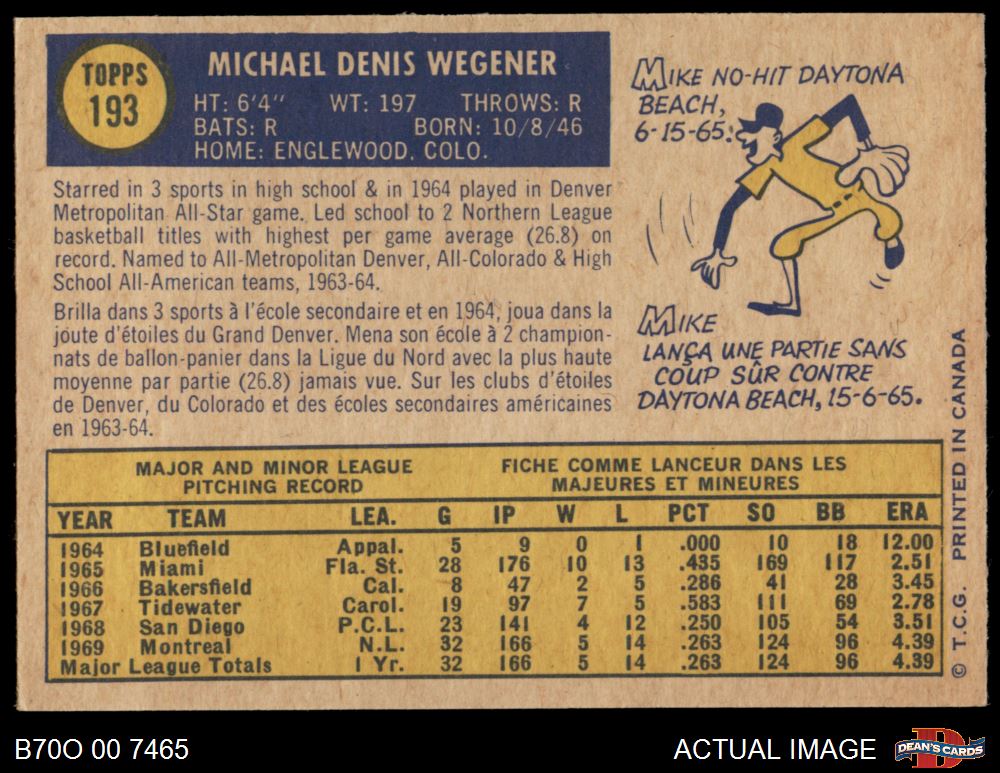 TOPPS
193
MICHAEL DENIS WEGENER
HT: 6'4" WT: 197 THROWS: R
BATS: R BORN: 10/8/46
HOME: ENGLEWOOD, COLO.
MIKE NO-HIT DAYTONA
BEACH,
6-15-65.
Starred in 3 sports in high school & in 1964 played in Denver
Metropolitan All-Star game. Led school to 2 Northern League
basketball titles with highest per game average (26.8) on
record. Named to All-Metropolitan Denver, All-Colorado & High
School All-American teams, 1963-64.
Brilla dans 3 sports à l'école secondaire et en 1964, joua dans la
joute d'étoiles du Grand Denver. Mena son école à 2 champion-
nats de ballon-panier dans la Ligue du Nord avec la plus haute
moyenne par partie (26.8) jamais vue. Sur les clubs d'étoiles
de Denver, du Colorado et des écoles secondaires américaines
en 1963-64.
MIKE
LANÇA UNE PARTIE SANS
COUP SÛR CONTRE
DAYTONA BEACH, 15-6-65.
MAJOR AND MINOR LEAGUE
PITCHING RECORD
FICHE COMME LANCEUR DANS LES
MAJEURES ET MINEURES
YEAR TEAM LEA. G IP W L PCT SO BB ERA
1964 Bluefield Appal. 5 9 0 1 .000 10 18 12.00
1965 Miami Fla. St. 28 176 10 13 .435 169 117 2.51
1966 Bakersfield Cal. 8 47 2 5 .286 41 28 3.45
1967 Tidewater Carol. 19 97 7 5 .583 111 69 2.78
1968 San Diego P.C.L. 23 141 4 12 .250 105 54 3.51
1969 Montreal N.L. 32 166 5 14 .263 124 96 4.39
Major League Totals 1 Yr. 32 166 5 14 .263 124 96 4.39
© T.C.G. PRINTED IN CANADA
B70O 00 7465
ACTUAL IMAGE
D
DEAN'S CARDS